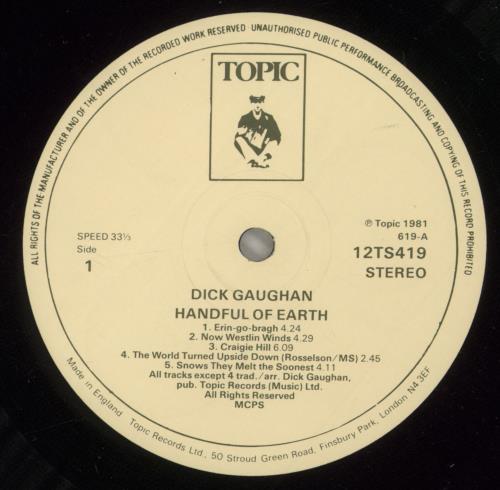 ALL RIGHTS OF THE MANUFACTURER AND OF THE OWNER OF THE RECORDED WORK RESERVED · UNAUTHORISED PUBLIC PERFORMANCE BROADCASTING AND COPYING OF THIS RECORD PROHIBITED
TOPIC
SPEED 33⅓
Side
1
℗ Topic 1981
619-A
12TS419
STEREO
DICK GAUGHAN
HANDFUL OF EARTH
1. Erin-go-bragh 4.24
2. Now Westlin Winds 4.29
3. Craigie Hill 6.09
4. The World Turned Upside Down (Rosselson/MS) 2.45
5. Snows They Melt the Soonest 4.11
All tracks except 4 trad./arr. Dick Gaughan,
pub. Topic Records (Music) Ltd.
All Rights Reserved
MCPS
Made in England Topic Records Ltd, 50 Stroud Green Road, Finsbury Park, London N4 3EF